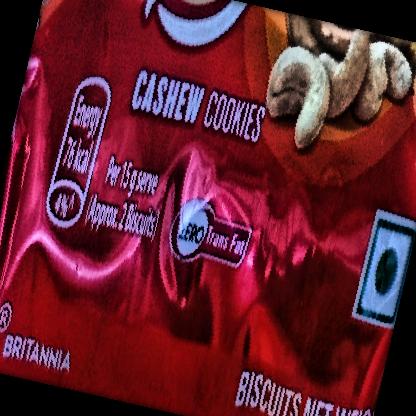 CASHEW COOKIES
Energy
76 kcal
4%*
Per 15 g serve
(Approx. 2 Biscuits)
ZERO Trans Fat
® BRITANNIA
BISCUITS NET